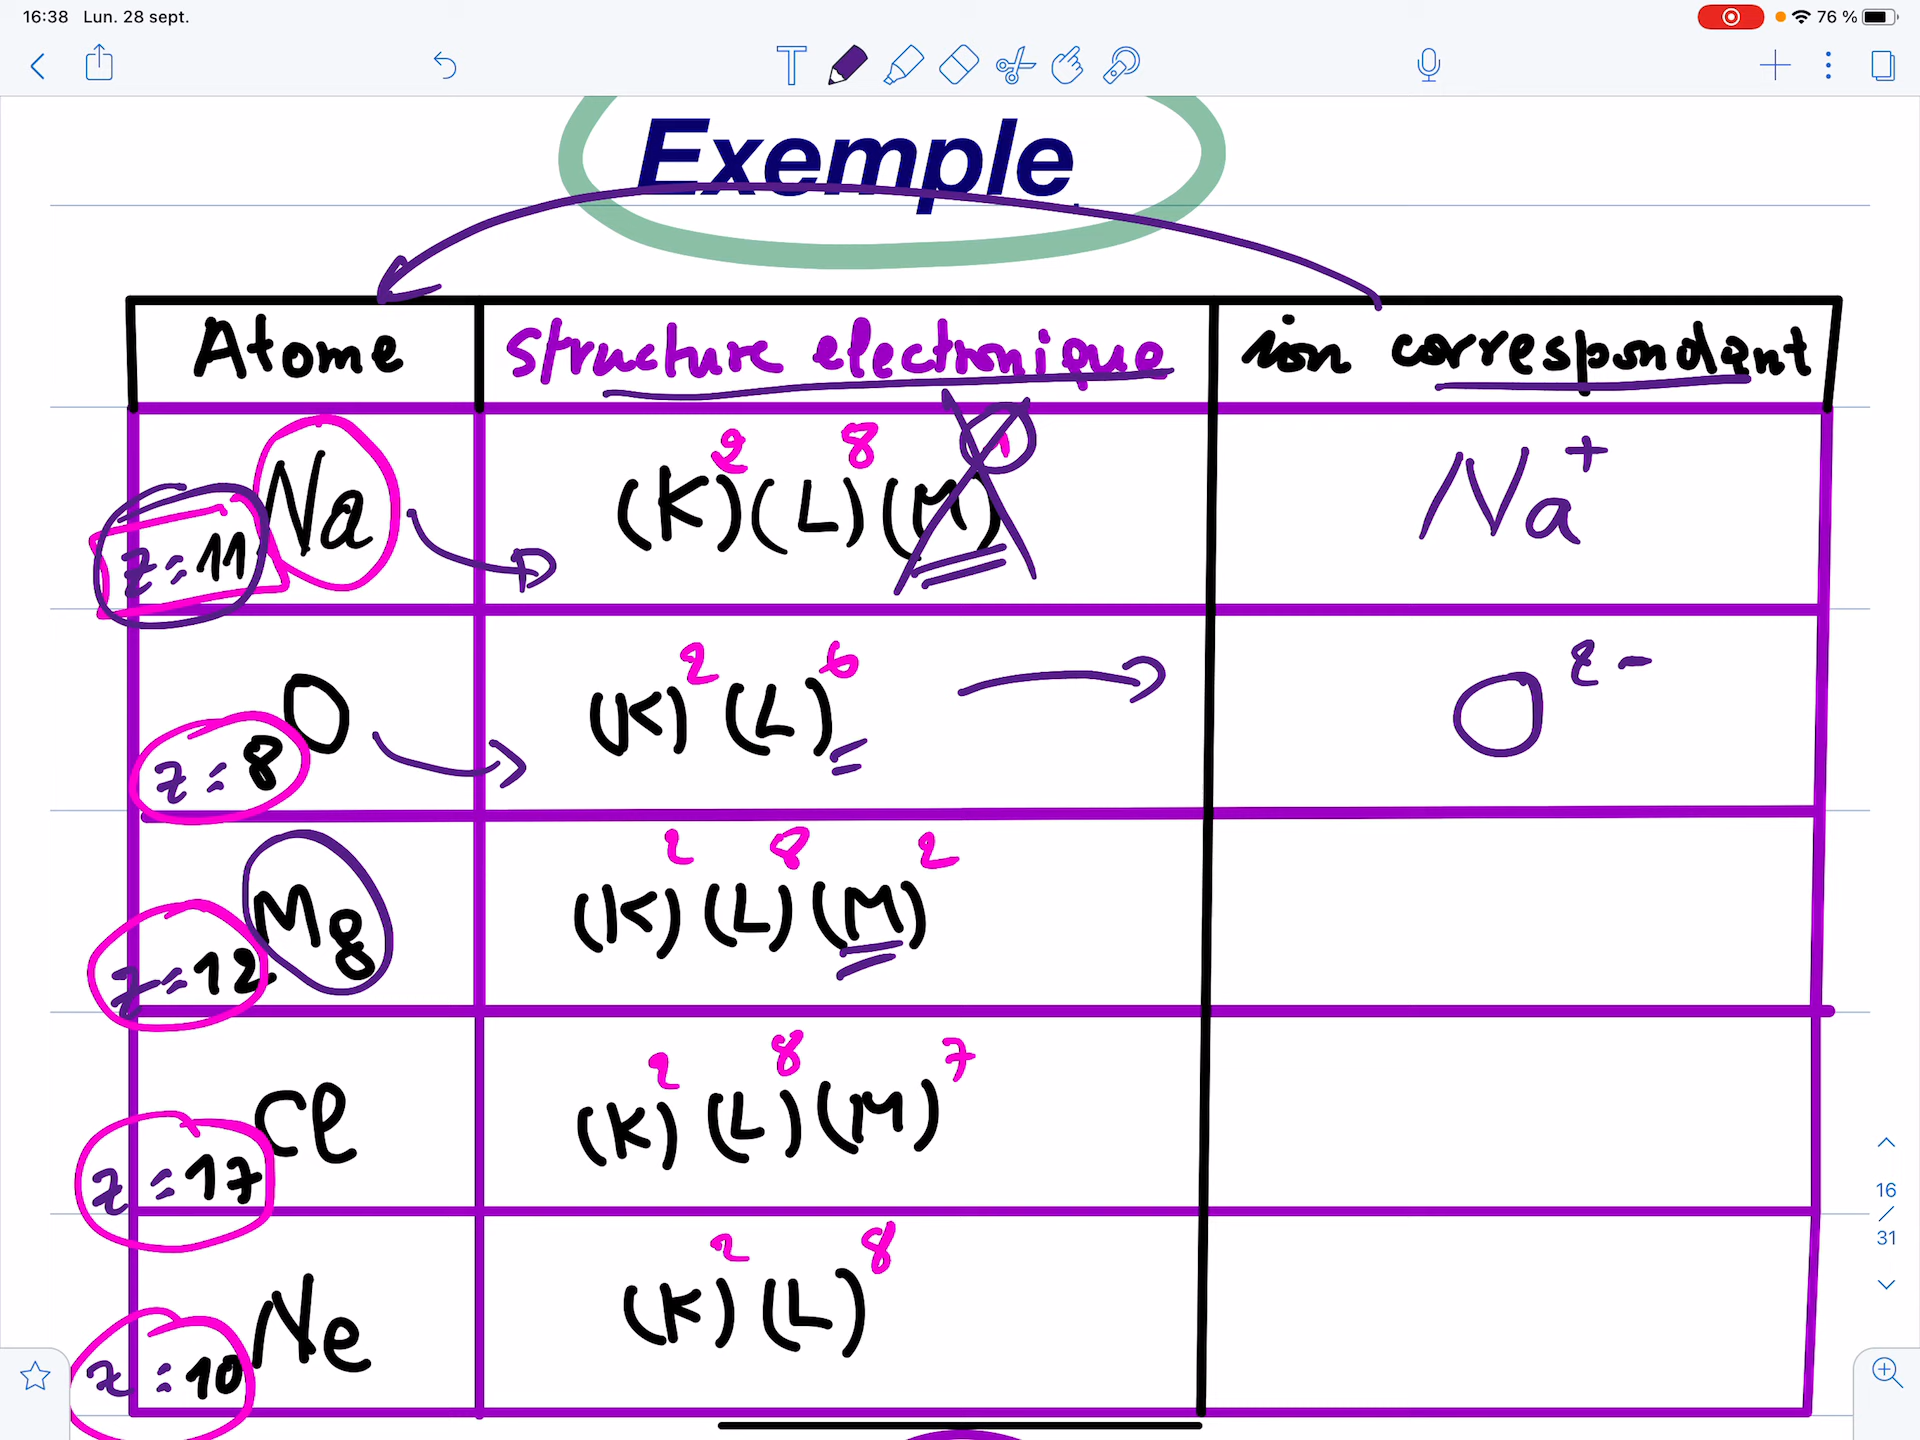 16:38 Lun. 28 sept. 76 %
Exemple
Atome structure electronique ion correspondant
z=11 Na (K)² (L)⁸ (M)¹ Na⁺
z=8 O (K)² (L)⁶ O²⁻
z=12 Mg (K)² (L)⁸ (M)²
z=17 Cl (K)² (L)⁸ (M)⁷
z=10 Ne (K)² (L)⁸
16
/
31